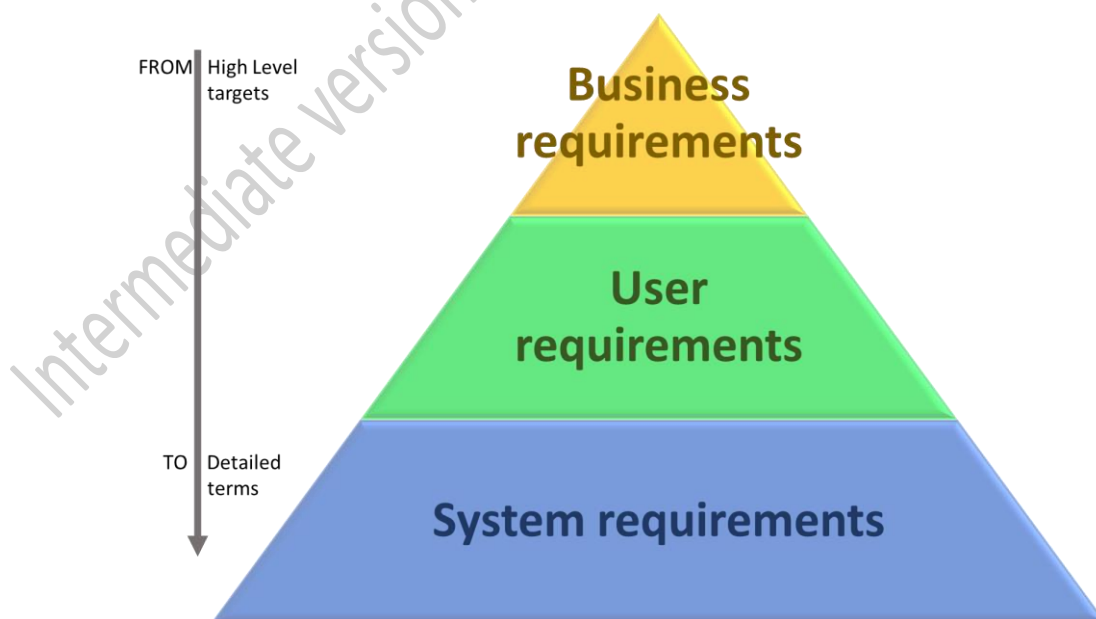 Intermediate version
FROM
High Level
targets
Business
requirements
User
requirements
TO
Detailed
terms
System requirements